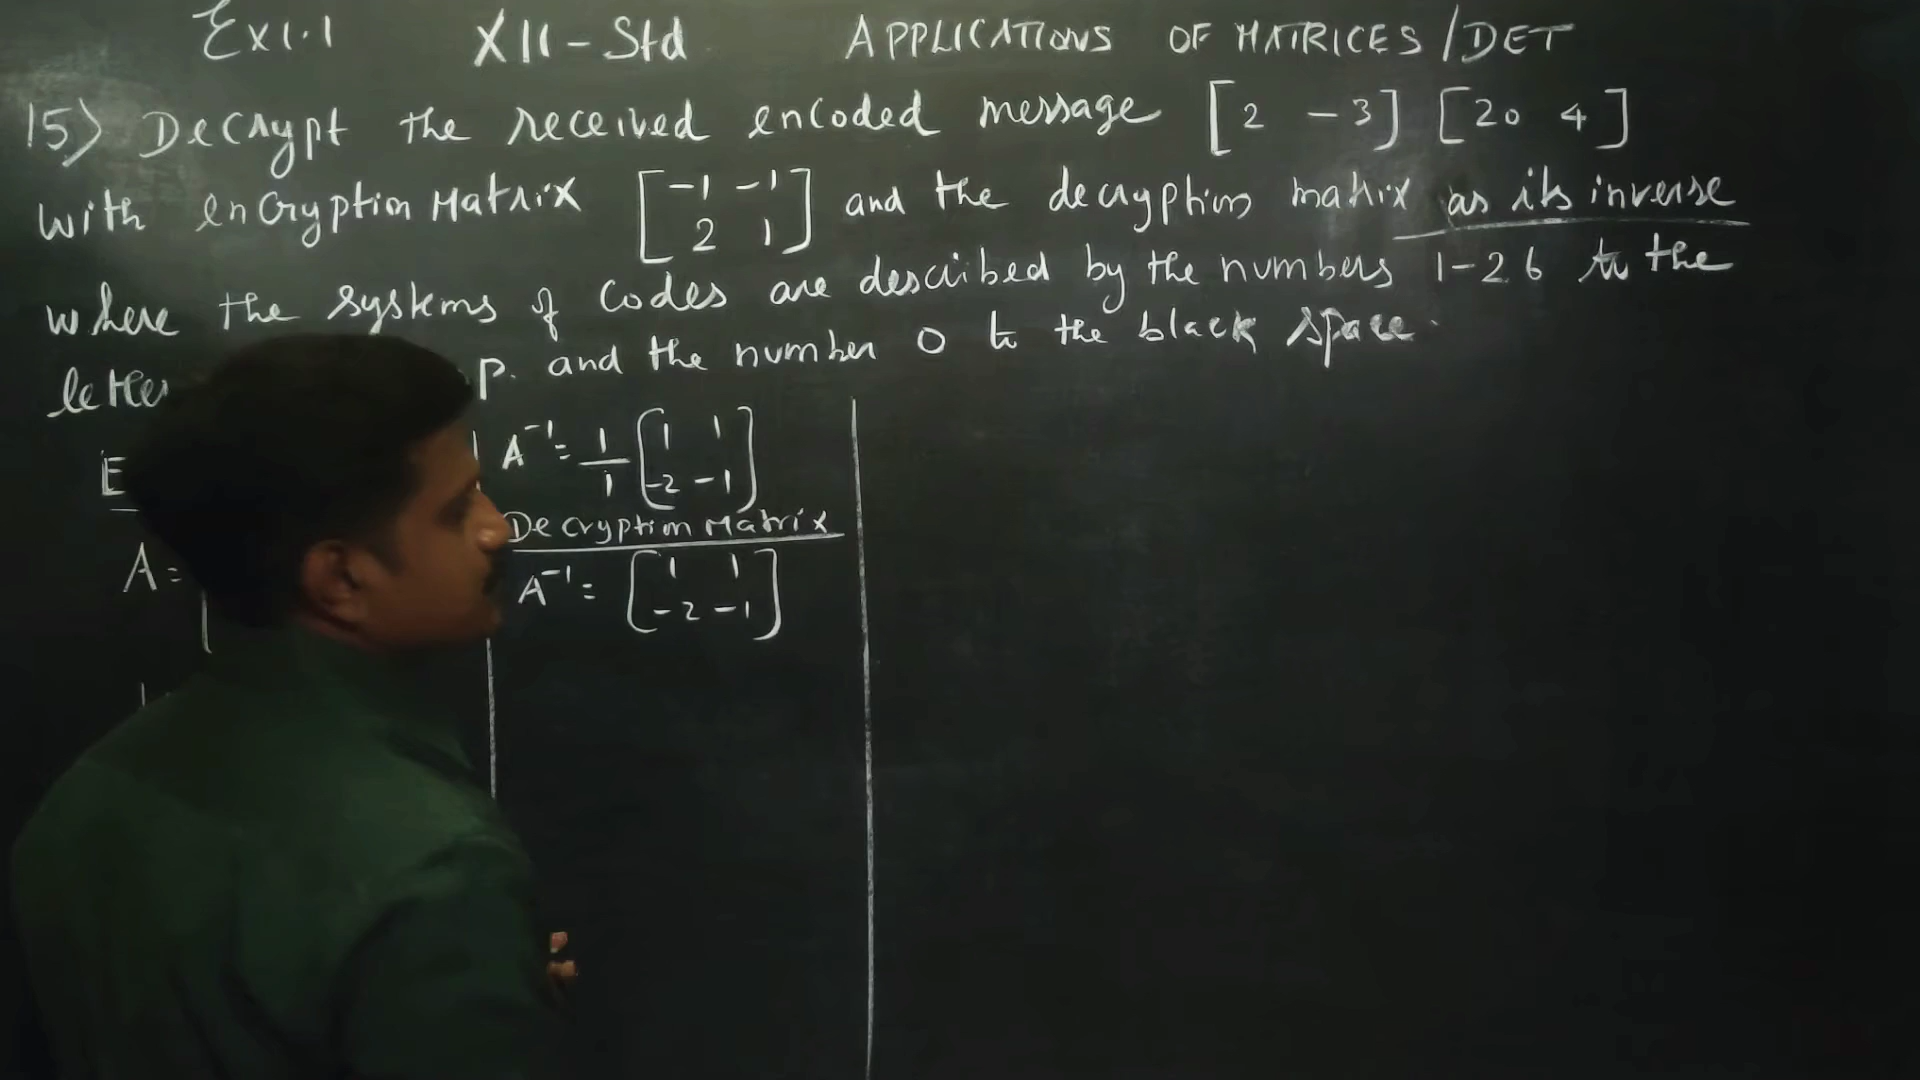 Ex1.1 XII-Std APPLICATIONS OF MATRICES/DET
15) Decrypt the received encoded message [2 -3] [20 4]
with encryption Matrix [-1 -1
2 1] and the decryption matrix as its inverse
where the systems of codes are described by the numbers 1-26 to the
letter p. and the number 0 to the black space.
E
A⁻¹ = 1/1 [1 1
-2 -1]
Decryption Matrix
A =
A⁻¹ = [1 1
-2 -1]